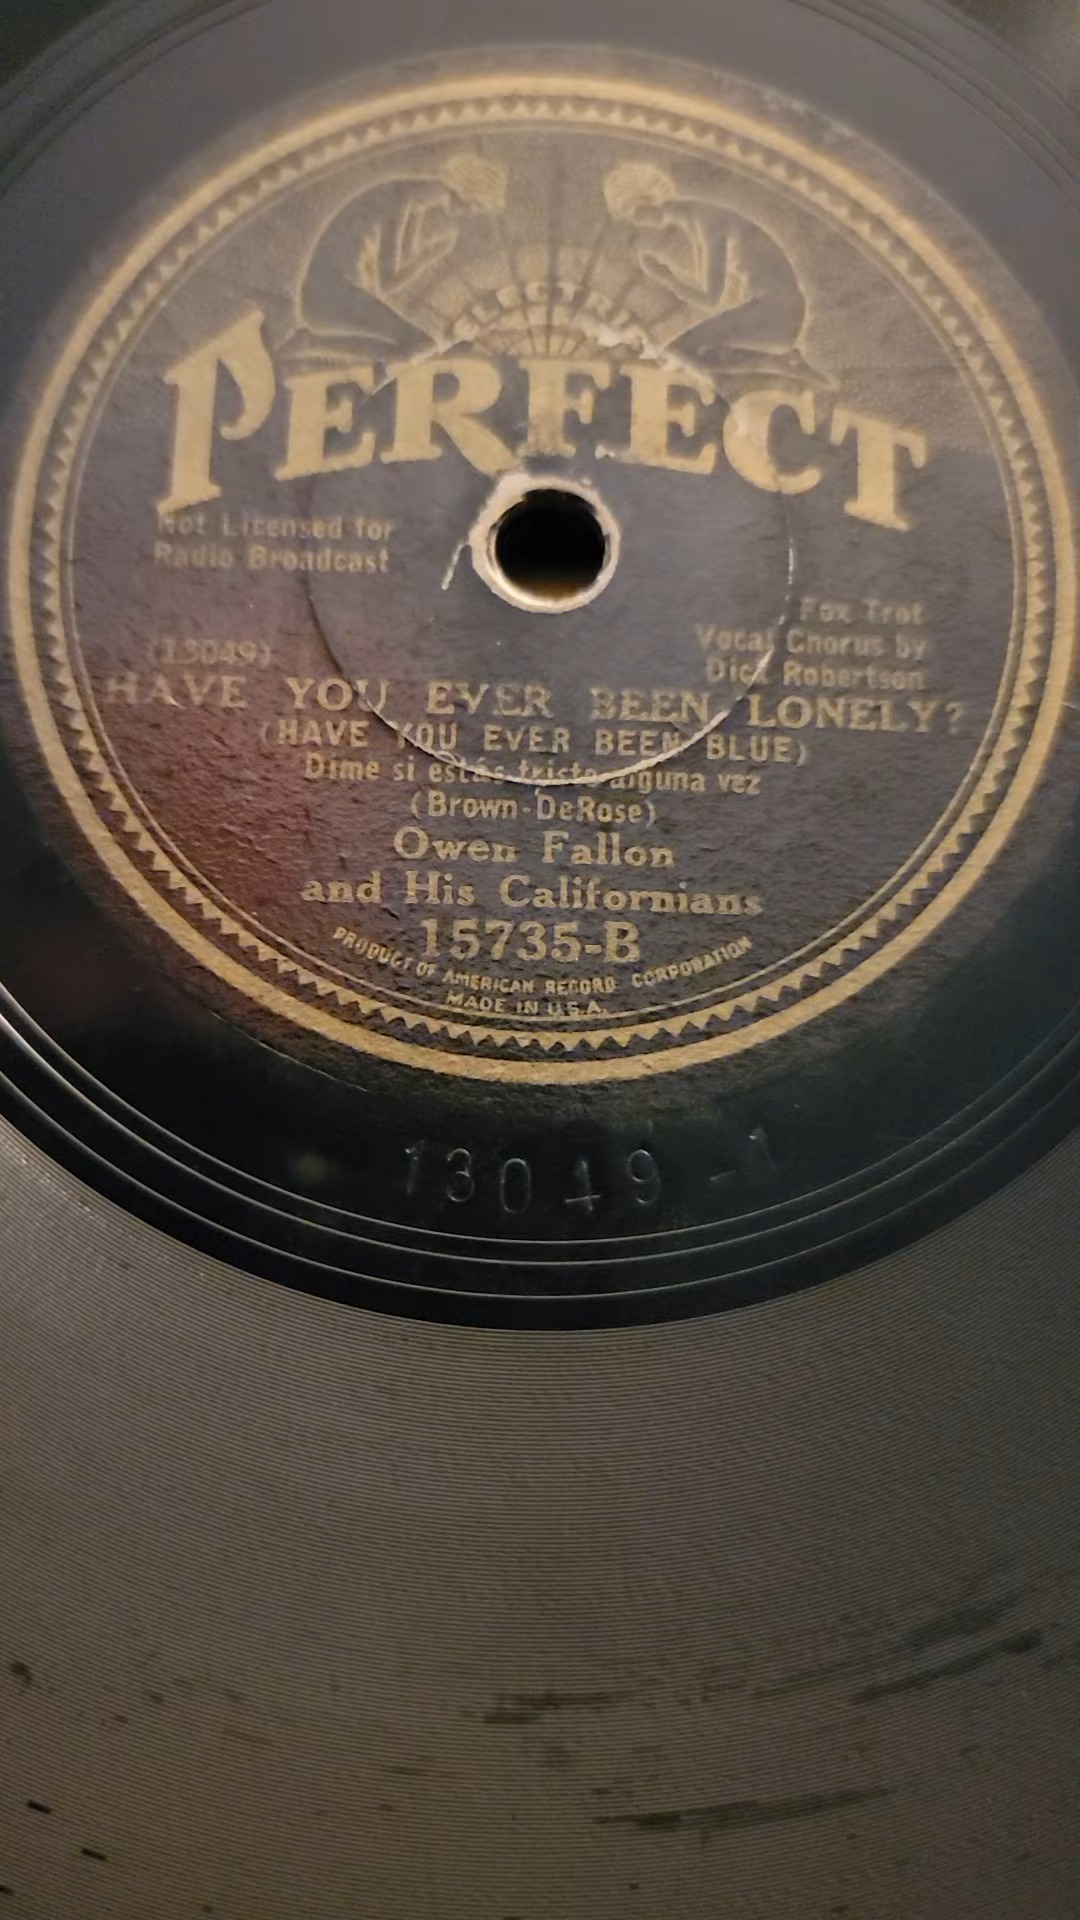 ELECTRIC
PERFECT
Not Licensed for
Radio Broadcast
Fox Trot
Vocal Chorus by
Dick Robertson
(13049)
HAVE YOU EVER BEEN LONELY?
(HAVE YOU EVER BEEN BLUE)
Dime si estás triste alguna vez
(Brown-DeRose)
Owen Fallon
and His Californians
15735-B
PRODUCT OF AMERICAN RECORD CORPORATION
MADE IN U.S.A.
13049-1